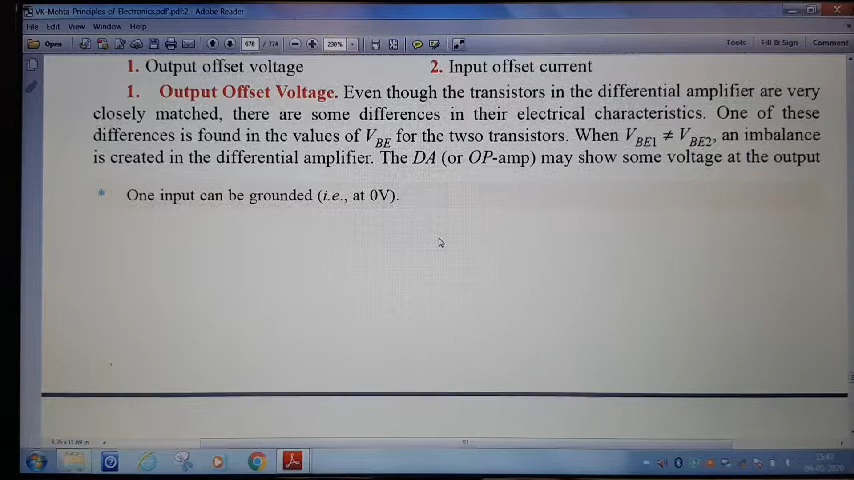 VK-Mehta-Principles of Electronics.pdf.pdf:2 - Adobe Reader
File Edit View Window Help
Open 678 / 774 230% Tools Fill & Sign Comment
1. Output offset voltage 2. Input offset current
1. Output Offset Voltage. Even though the transistors in the differential amplifier are very
closely matched, there are some differences in their electrical characteristics. One of these
differences is found in the values of VBE for the twso transistors. When VBE1 ≠ VBE2, an imbalance
is created in the differential amplifier. The DA (or OP-amp) may show some voltage at the output
* One input can be grounded (i.e., at 0V).